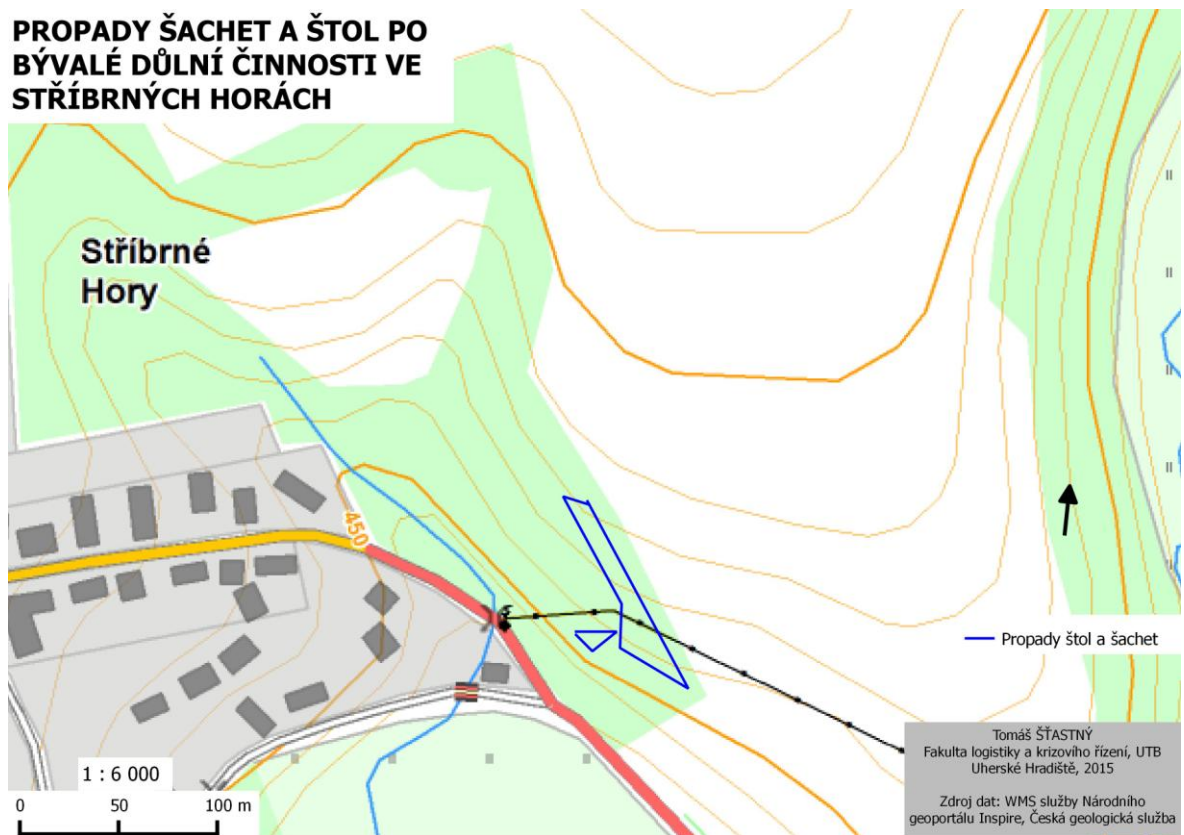 PROPADY ŠACHET A ŠTOL PO
BÝVALÉ DŮLNÍ ČINNOSTI VE
STŘÍBRNÝCH HORÁCH
Stříbrné
Hory
450
Propady štol a šachet
1 : 6 000
0 50 100 m
Tomáš ŠŤASTNÝ
Fakulta logistiky a krizového řízení, UTB
Uherské Hradiště, 2015
Zdroj dat: WMS služby Národního
geoportálu Inspire, Česká geologická služba